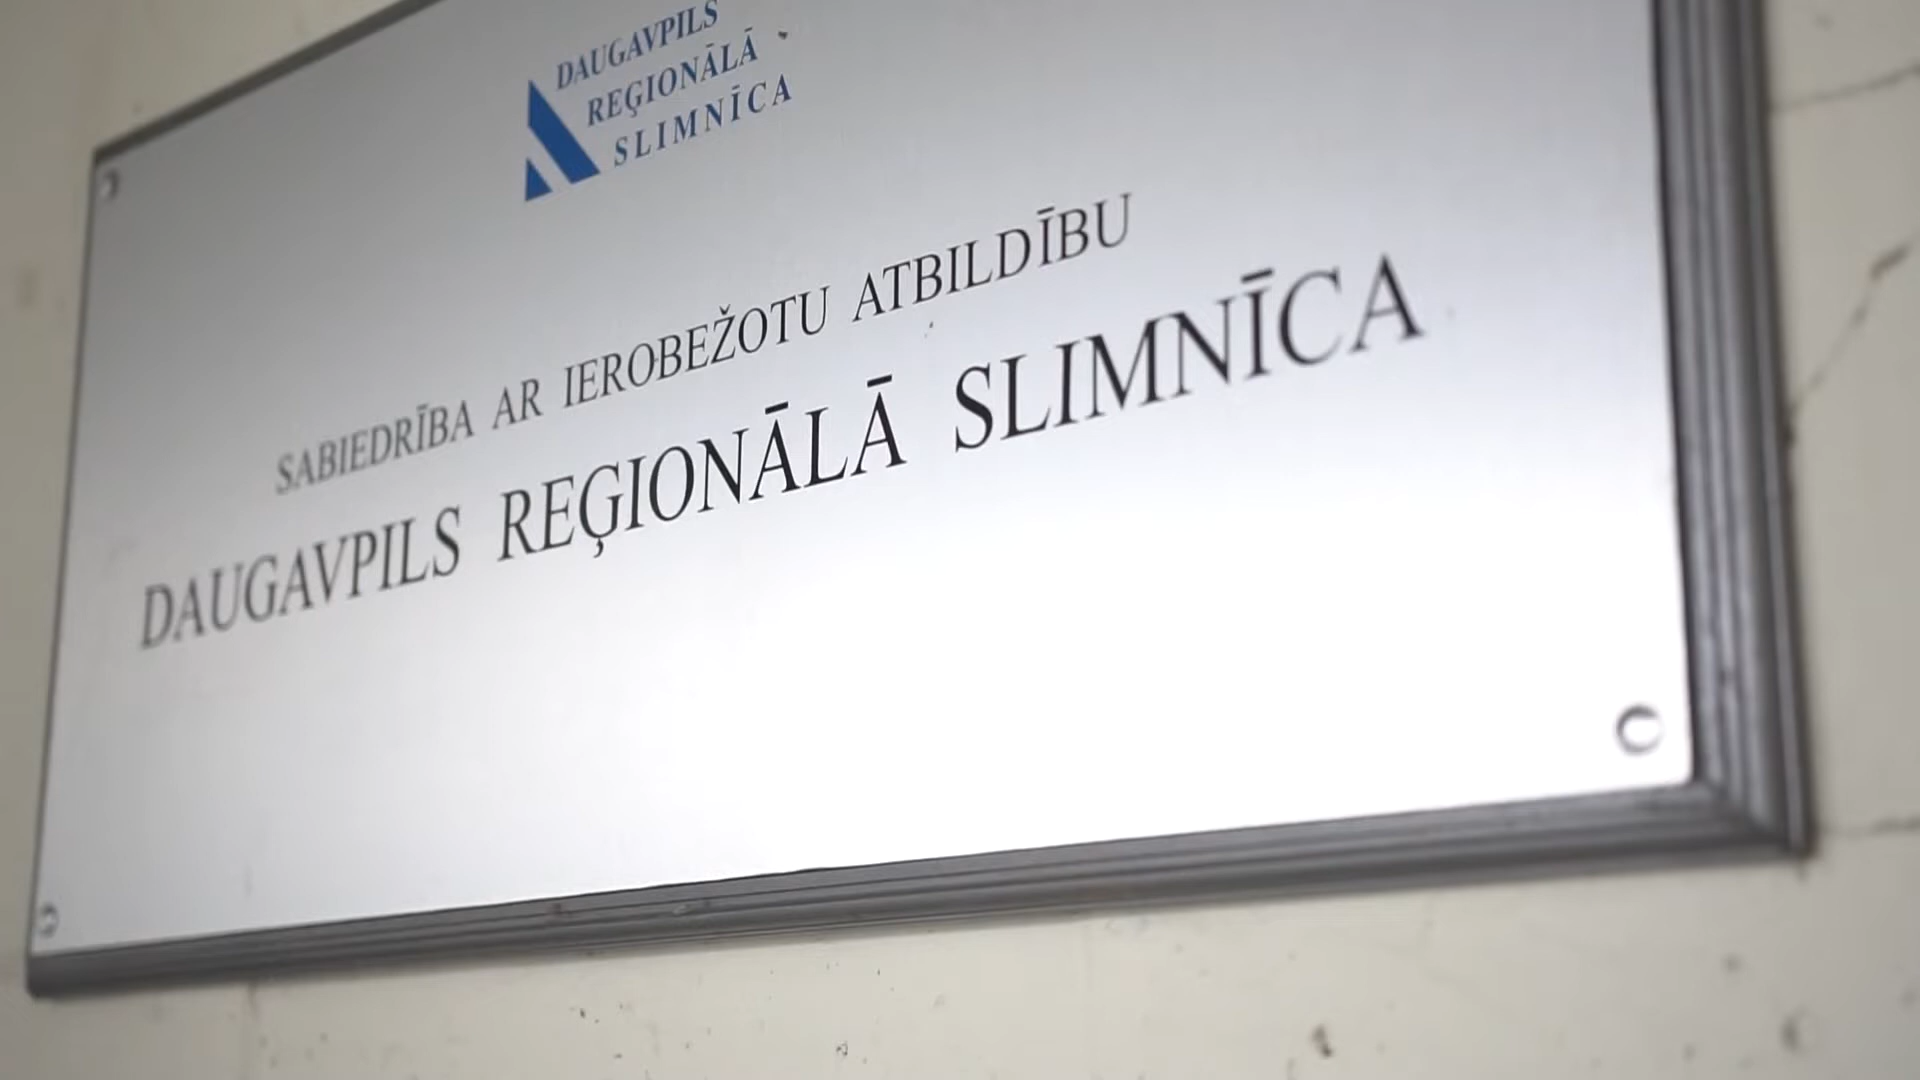 DAUGAVPILS
REĢIONĀLĀ
SLIMNĪCA
SABIEDRĪBA AR IEROBEŽOTU ATBILDĪBU
DAUGAVPILS REĢIONĀLĀ SLIMNĪCA